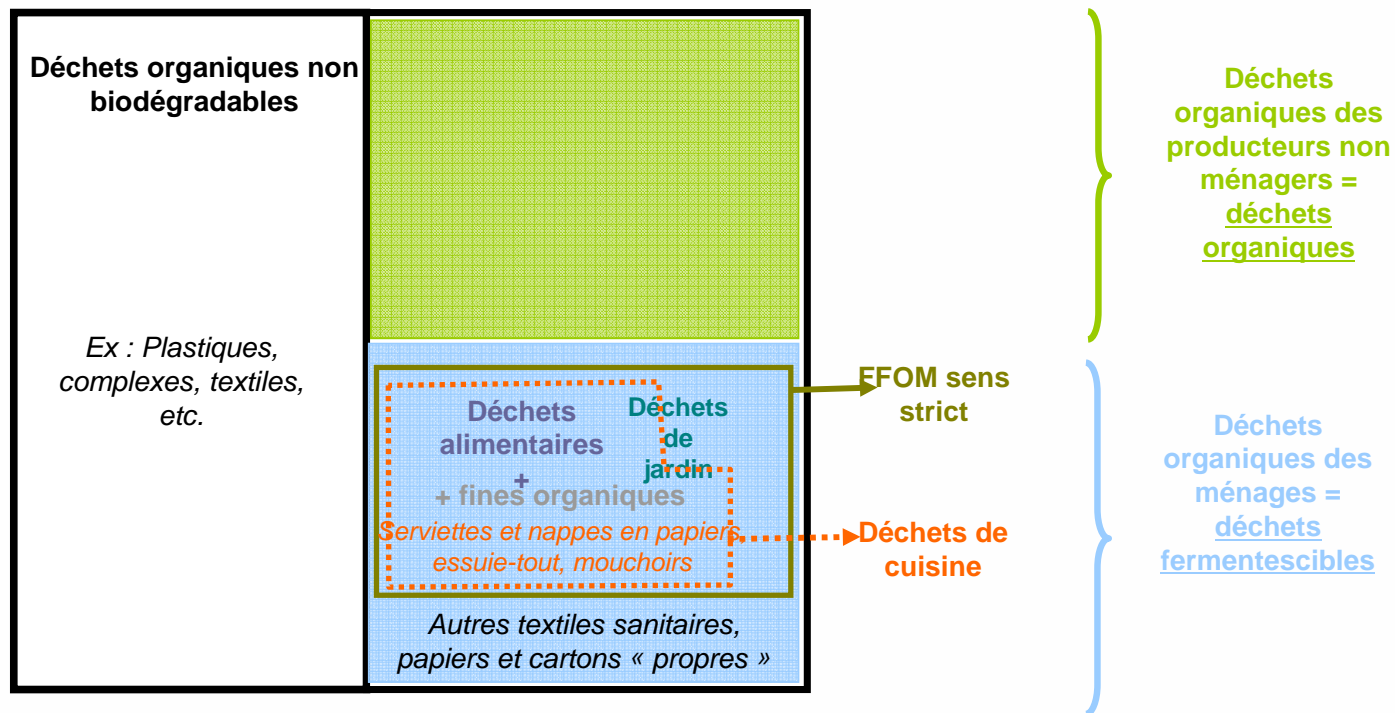 Déchets organiques non
biodégradables
Ex : Plastiques,
complexes, textiles,
etc.
Déchets
organiques des
producteurs non
ménagers =
déchets
organiques
Déchets
alimentaires
+
Déchets
de
jardin
+ fines organiques
Serviettes et nappes en papiers,
essuie-tout, mouchoirs
Autres textiles sanitaires,
papiers et cartons « propres »
FFOM sens
strict
Déchets de
cuisine
Déchets
organiques des
ménages =
déchets
fermentescibles